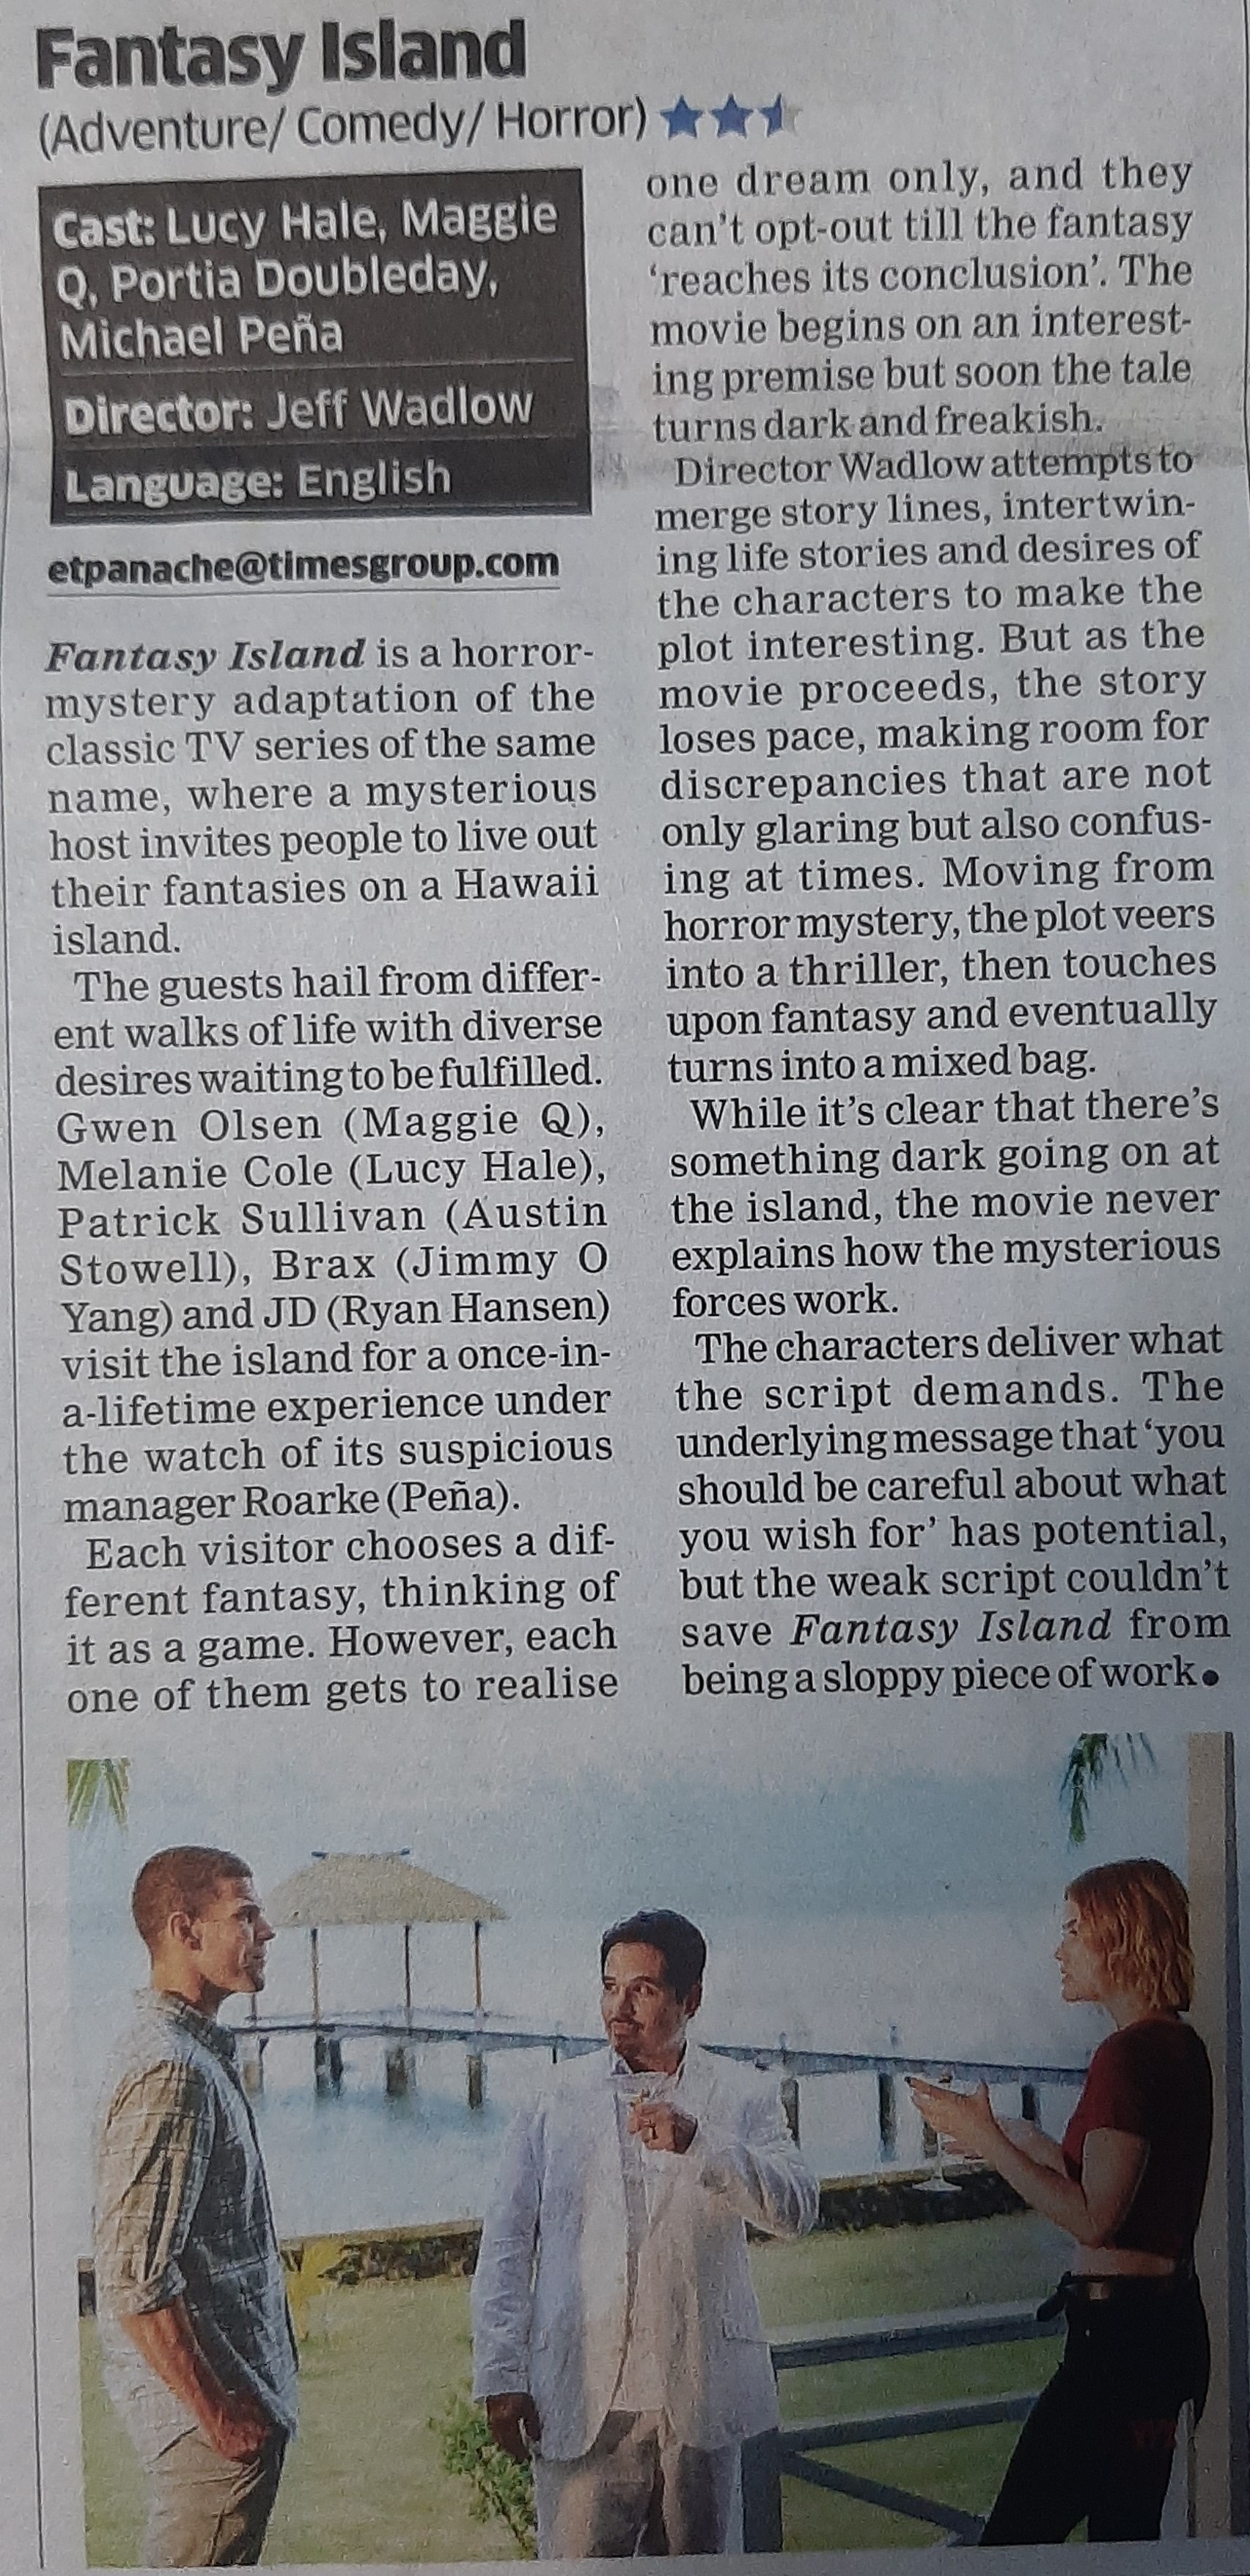 Fantasy Island
(Adventure/ Comedy/ Horror)
Cast: Lucy Hale, Maggie
Q, Portia Doubleday,
Michael Peña
Director: Jeff Wadlow
Language: English
etpanache@timesgroup.com
Fantasy Island is a horror-
mystery adaptation of the
classic TV series of the same
name, where a mysterious
host invites people to live out
their fantasies on a Hawaii
island.
The guests hail from differ-
ent walks of life with diverse
desires waiting to be fulfilled.
Gwen Olsen (Maggie Q),
Melanie Cole (Lucy Hale),
Patrick Sullivan (Austin
Stowell), Brax (Jimmy O
Yang) and JD (Ryan Hansen)
visit the island for a once-in-
a-lifetime experience under
the watch of its suspicious
manager Roarke (Peña).
Each visitor chooses a dif-
ferent fantasy, thinking of
it as a game. However, each
one of them gets to realise
one dream only, and they
can't opt-out till the fantasy
‘reaches its conclusion’. The
movie begins on an interest-
ing premise but soon the tale
turns dark and freakish.
Director Wadlow attempts to
merge story lines, intertwin-
ing life stories and desires of
the characters to make the
plot interesting. But as the
movie proceeds, the story
loses pace, making room for
discrepancies that are not
only glaring but also confus-
ing at times. Moving from
horror mystery, the plot veers
into a thriller, then touches
upon fantasy and eventually
turns into a mixed bag.
While it's clear that there's
something dark going on at
the island, the movie never
explains how the mysterious
forces work.
The characters deliver what
the script demands. The
underlying message that ‘you
should be careful about what
you wish for’ has potential,
but the weak script couldn't
save Fantasy Island from
being a sloppy piece of work●